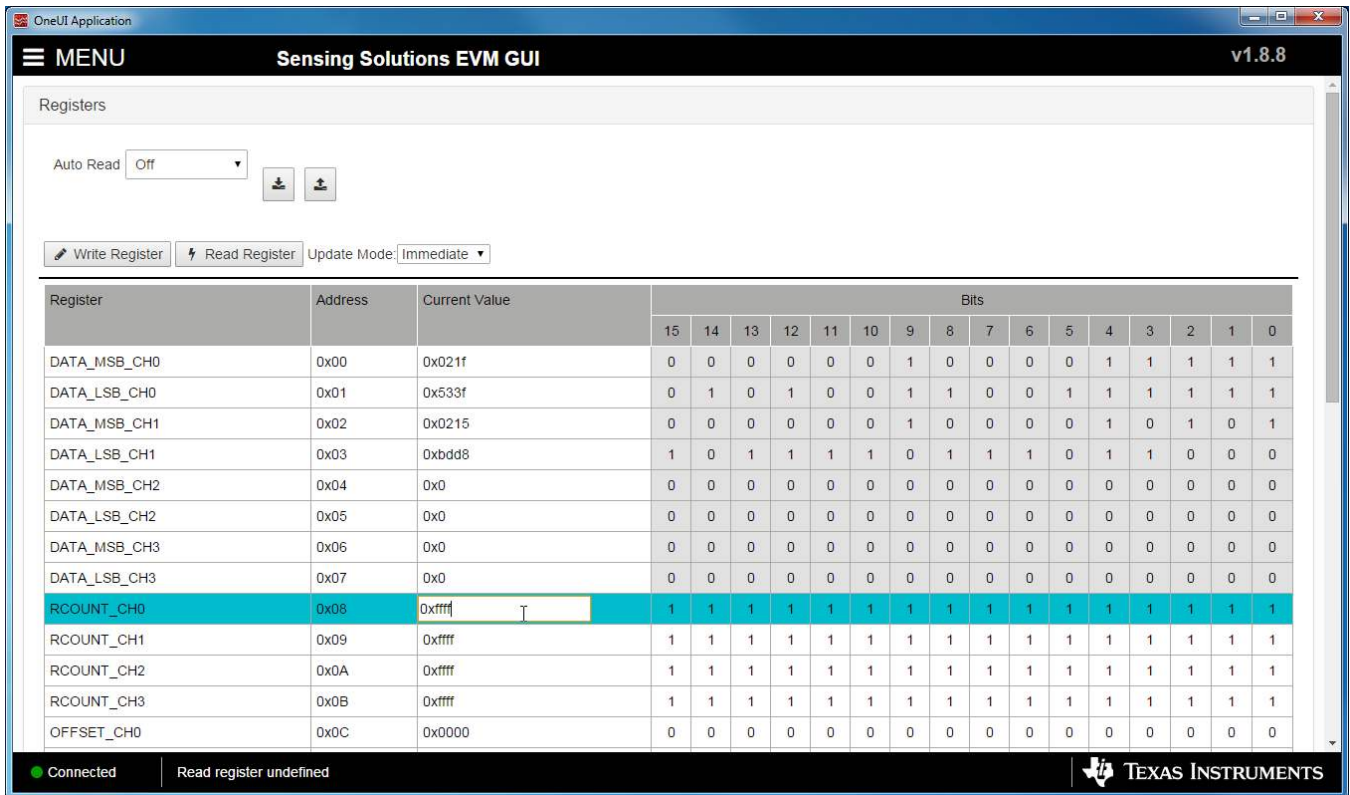 OneUI Application
MENU Sensing Solutions EVM GUI v1.8.8
Registers
Auto Read Off
Write Register Read Register Update Mode: Immediate
Register Address Current Value Bits
15 14 13 12 11 10 9 8 7 6 5 4 3 2 1 0
DATA_MSB_CH0 0x00 0x021f 0 0 0 0 0 0 1 0 0 0 0 1 1 1 1 1
DATA_LSB_CH0 0x01 0x533f 0 1 0 1 0 0 1 1 0 0 1 1 1 1 1 1
DATA_MSB_CH1 0x02 0x0215 0 0 0 0 0 0 1 0 0 0 0 1 0 1 0 1
DATA_LSB_CH1 0x03 0xbdd8 1 0 1 1 1 1 0 1 1 1 0 1 1 0 0 0
DATA_MSB_CH2 0x04 0x0 0 0 0 0 0 0 0 0 0 0 0 0 0 0 0 0
DATA_LSB_CH2 0x05 0x0 0 0 0 0 0 0 0 0 0 0 0 0 0 0 0 0
DATA_MSB_CH3 0x06 0x0 0 0 0 0 0 0 0 0 0 0 0 0 0 0 0 0
DATA_LSB_CH3 0x07 0x0 0 0 0 0 0 0 0 0 0 0 0 0 0 0 0 0
RCOUNT_CH0 0x08 0xffff 1 1 1 1 1 1 1 1 1 1 1 1 1 1 1 1
RCOUNT_CH1 0x09 0xffff 1 1 1 1 1 1 1 1 1 1 1 1 1 1 1 1
RCOUNT_CH2 0x0A 0xffff 1 1 1 1 1 1 1 1 1 1 1 1 1 1 1 1
RCOUNT_CH3 0x0B 0xffff 1 1 1 1 1 1 1 1 1 1 1 1 1 1 1 1
OFFSET_CH0 0x0C 0x0000 0 0 0 0 0 0 0 0 0 0 0 0 0 0 0 0
Connected Read register undefined TEXAS INSTRUMENTS